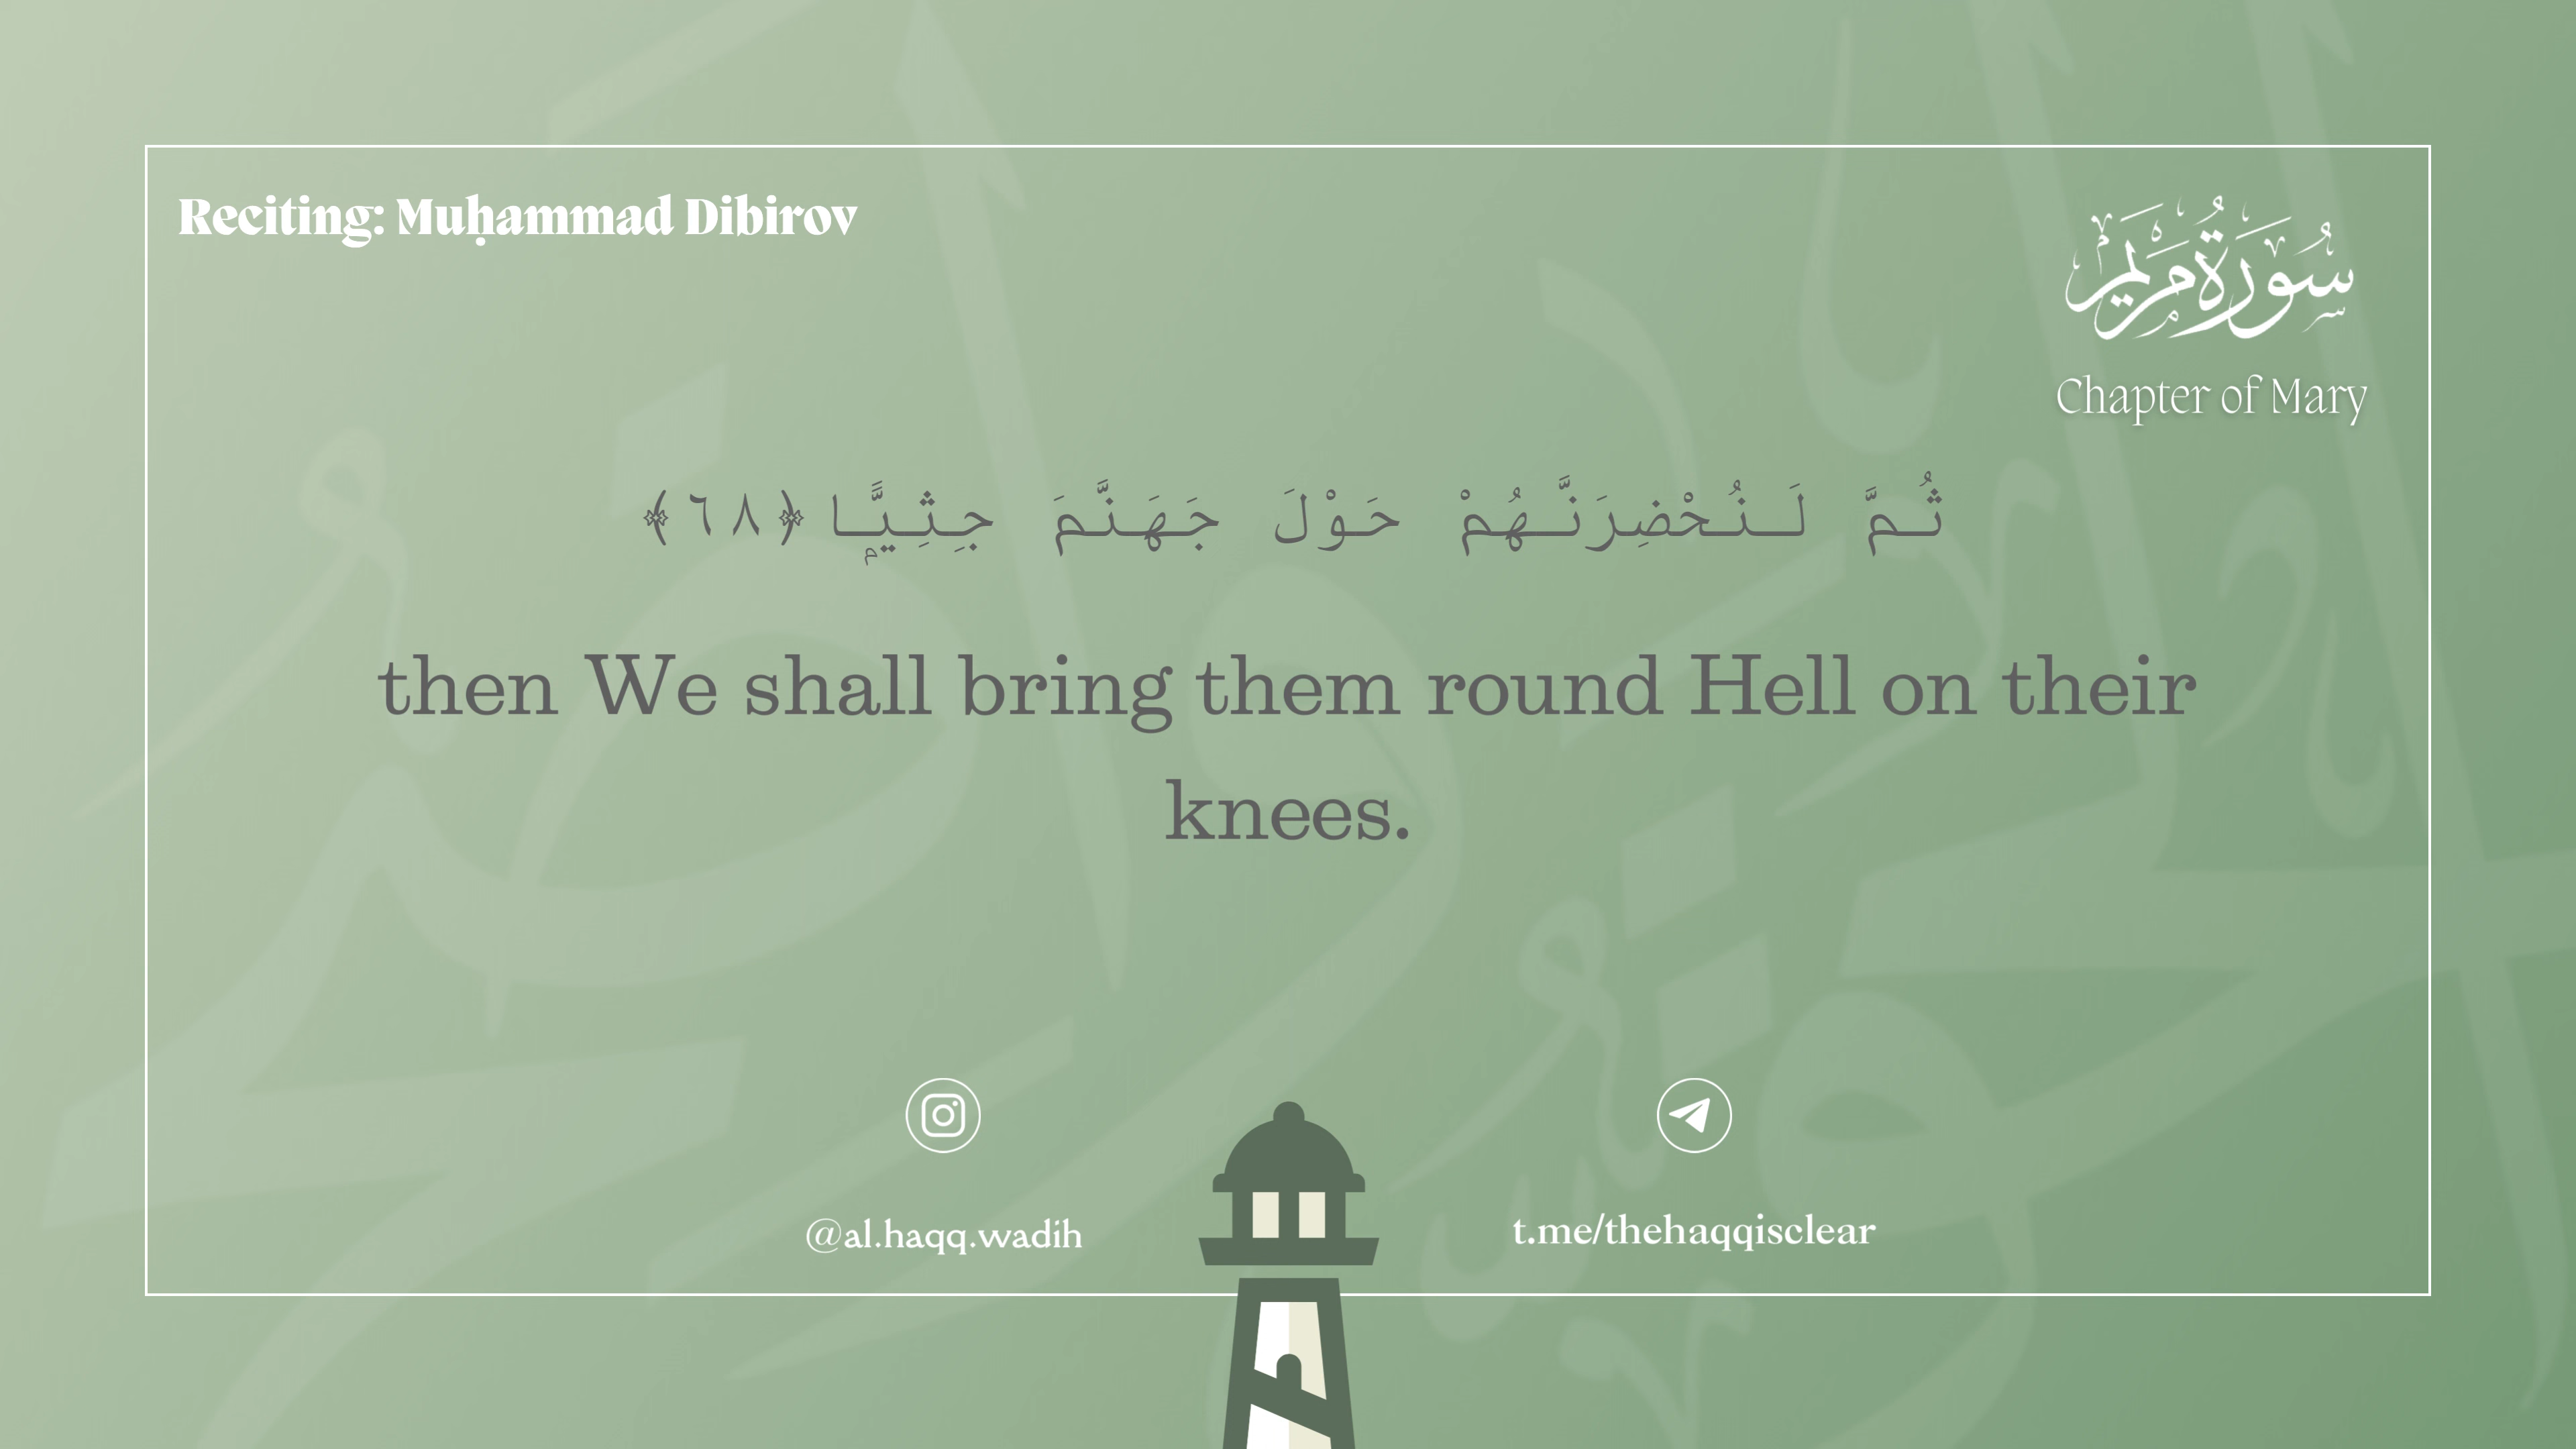 Reciting: Muḥammad Dibirov
سُورَةُ مَرْيَم
Chapter of Mary
ثُمَّ لَنُحْضِرَنَّهُمْ حَوْلَ جَهَنَّمَ جِثِيًّۭا ﴿٦٨﴾
then We shall bring them round Hell on their
knees.
@al.haqq.wadih
t.me/thehaqqisclear